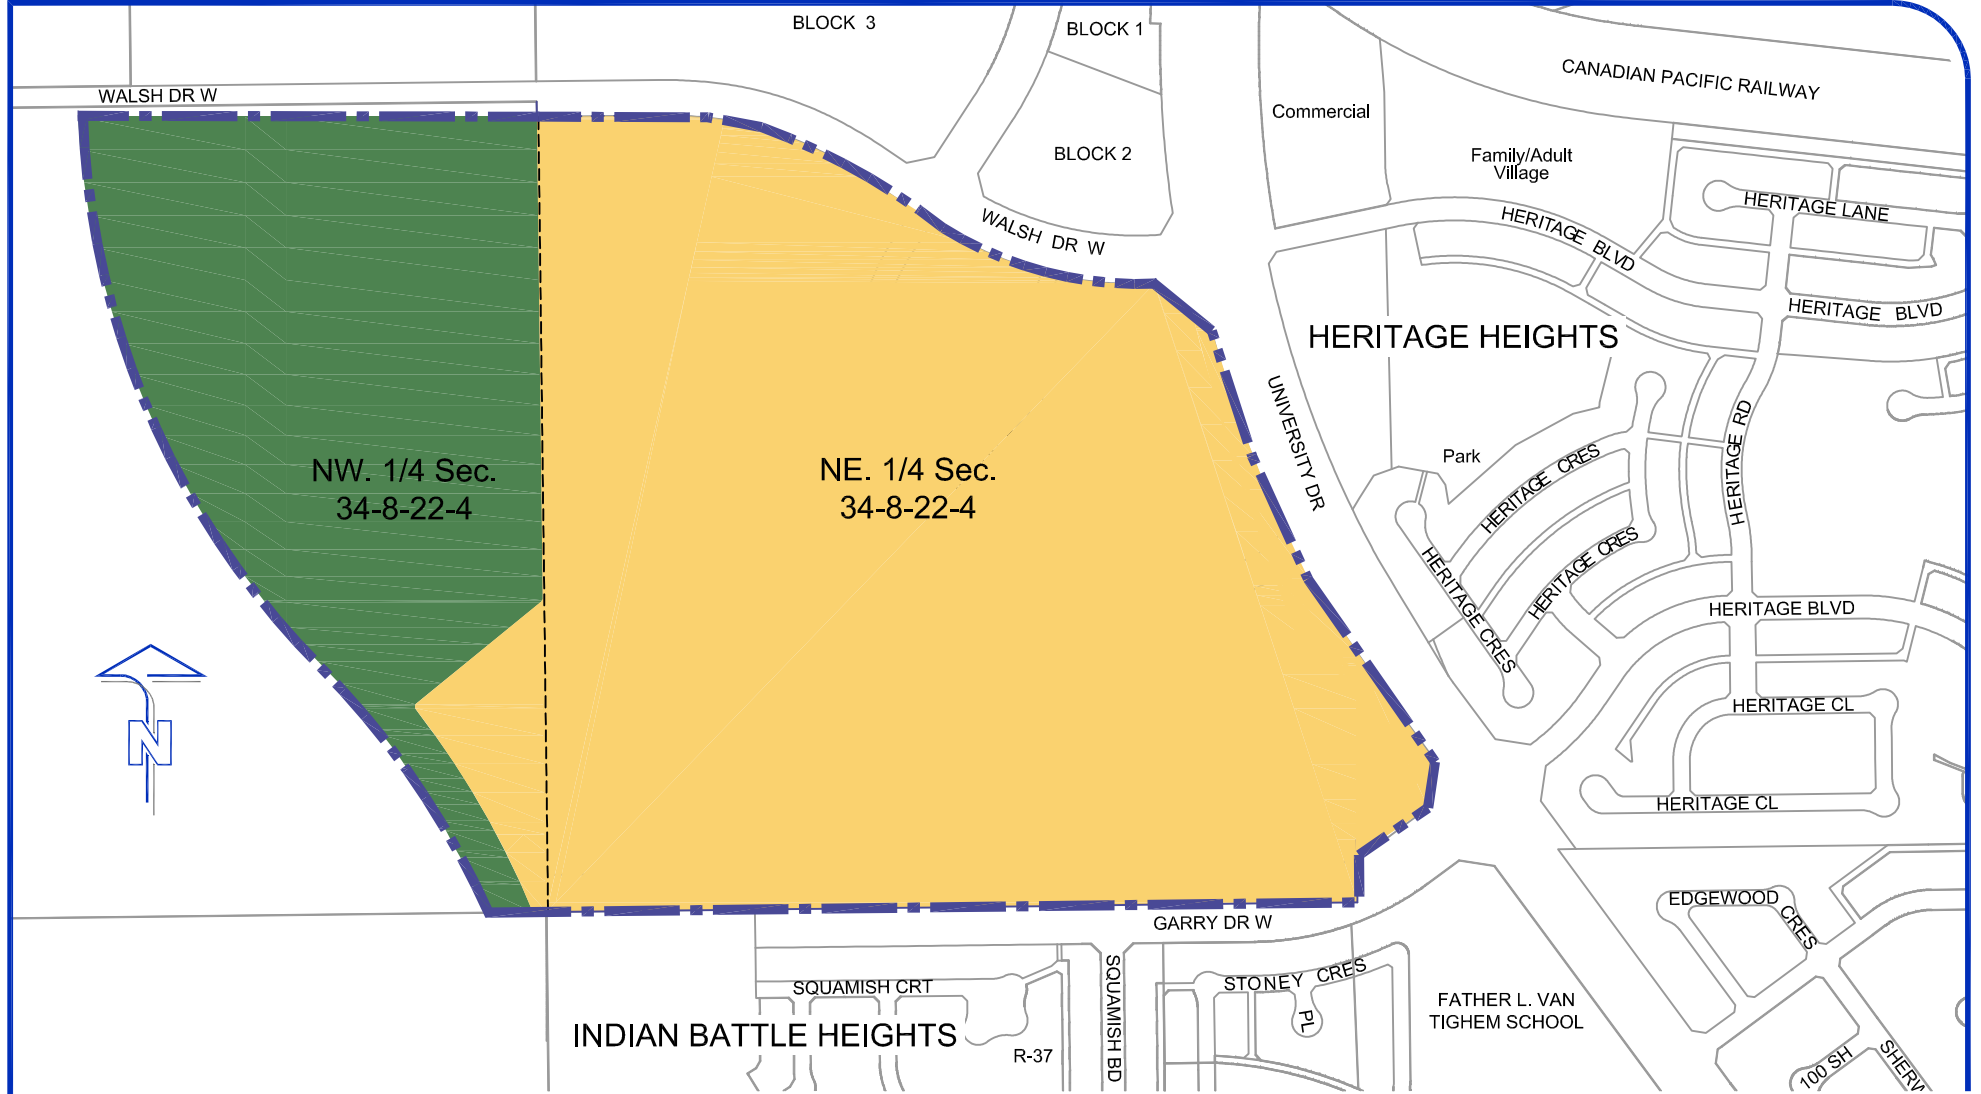 BLOCK 3
BLOCK 1
CANADIAN PACIFIC RAILWAY
WALSH DR W
Commercial
BLOCK 2
Family/Adult
Village
HERITAGE LANE
WALSH DR W
HERITAGE BLVD
HERITAGE BLVD
HERITAGE HEIGHTS
UNIVERSITY DR
HERITAGE RD
Park
NW. 1/4 Sec.
34-8-22-4
NE. 1/4 Sec.
34-8-22-4
HERITAGE CRES
HERITAGE CRES
HERITAGE CRES
HERITAGE BLVD
N
HERITAGE CL
HERITAGE CL
EDGEWOOD
CRES
GARRY DR W
SQUAMISH CRT
SQUAMISH BD
STONEY CRES
PL
FATHER L. VAN
TIGHEM SCHOOL
INDIAN BATTLE HEIGHTS
R-37
100 SH
SHERW